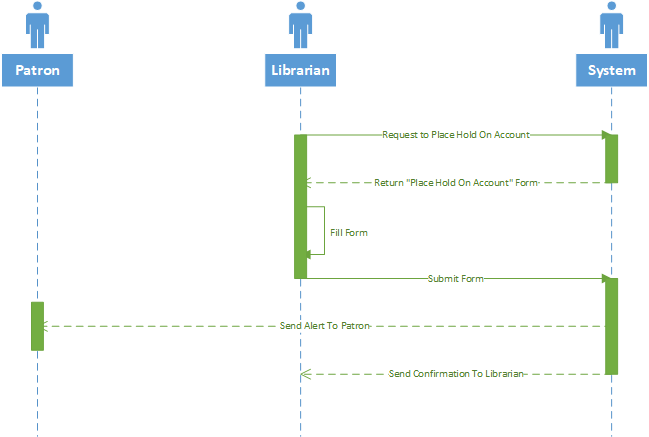 Patron
Librarian
System
Request to Place Hold On Account
Return "Place Hold On Account" Form
Fill Form
Submit Form
Send Alert To Patron
Send Confirmation To Librarian